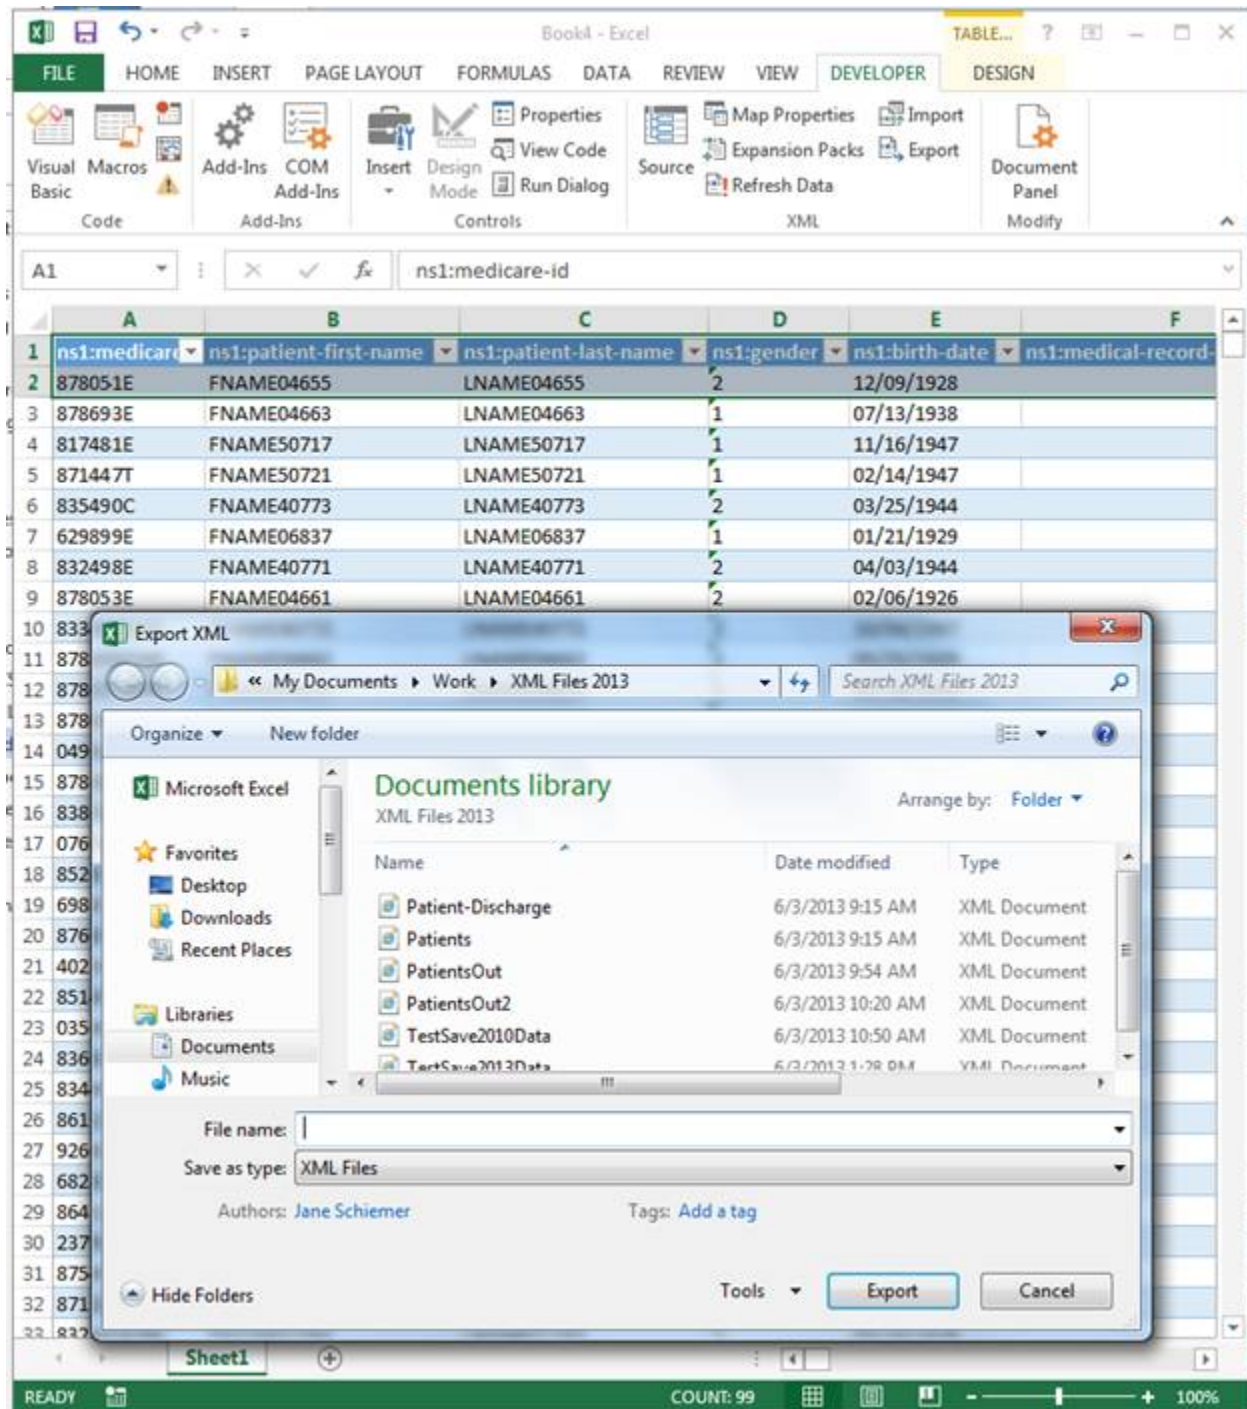 Book4 - Excel
TABLE... ?
FILE HOME INSERT PAGE LAYOUT FORMULAS DATA REVIEW VIEW DEVELOPER DESIGN
Properties Map Properties Import
View Code Expansion Packs Export
Visual Basic Macros Add-Ins COM Add-Ins Insert Design Mode Run Dialog Source Refresh Data Document Panel
Code Add-Ins Controls XML Modify
A1 fx ns1:medicare-id
A B C D E F
1 ns1:medicare ns1:patient-first-name ns1:patient-last-name ns1:gender ns1:birth-date ns1:medical-record-
2 878051E FNAME04655 LNAME04655 2 12/09/1928
3 878693E FNAME04663 LNAME04663 1 07/13/1938
4 817481E FNAME50717 LNAME50717 1 11/16/1947
5 871447T FNAME50721 LNAME50721 1 02/14/1947
6 835490C FNAME40773 LNAME40773 2 03/25/1944
7 629899E FNAME06837 LNAME06837 1 01/21/1929
8 832498E FNAME40771 LNAME40771 2 04/03/1944
9 878053E FNAME04661 LNAME04661 2 02/06/1926
10 833
11 878
12 878
13 878
14 049
15 878
16 838
17 076
18 852
19 698
20 876
21 402
22 851
23 035
24 836
25 834
26 861
27 926
28 682
29 864
30 237
31 875
32 871
33 832
Export XML
« My Documents Work XML Files 2013 Search XML Files 2013
Organize New folder
Microsoft Excel
Favorites
Desktop
Downloads
Recent Places
Libraries
Documents
Music
Documents library
XML Files 2013
Arrange by: Folder
Name Date modified Type
Patient-Discharge 6/3/2013 9:15 AM XML Document
Patients 6/3/2013 9:15 AM XML Document
PatientsOut 6/3/2013 9:54 AM XML Document
PatientsOut2 6/3/2013 10:20 AM XML Document
TestSave2010Data 6/3/2013 10:50 AM XML Document
TestSave2013Data 6/3/2013 1:28 PM XML Document
File name:
Save as type: XML Files
Authors: Jane Schiemer Tags: Add a tag
Hide Folders Tools Export Cancel
Sheet1
READY COUNT: 99 100%